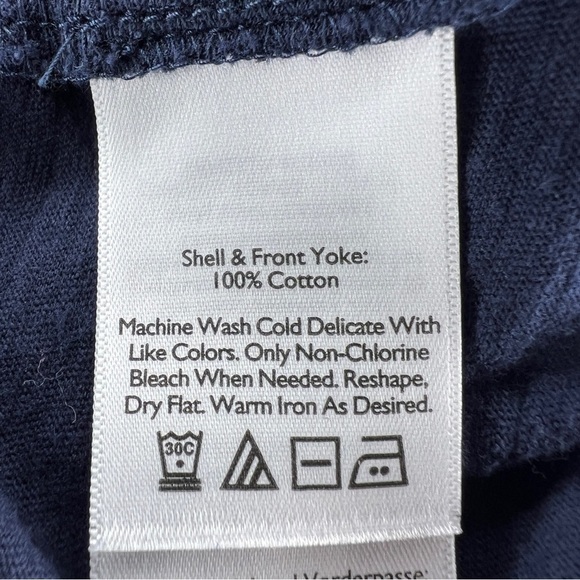 Shell & Front Yoke:
100% Cotton
Machine Wash Cold Delicate With
Like Colors. Only Non-Chlorine
Bleach When Needed. Reshape,
Dry Flat. Warm Iron As Desired.
30C
Vorderpasse: